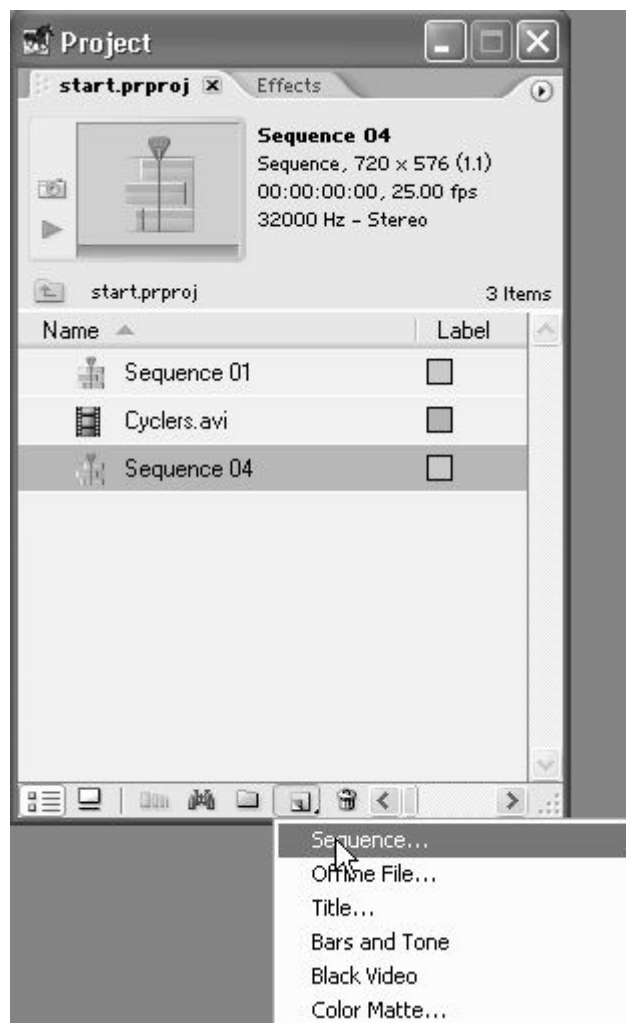 Project
start.prproj Effects
Sequence 04
Sequence, 720 × 576 (1.1)
00:00:00:00, 25.00 fps
32000 Hz – Stereo
start.prproj 3 Items
Name Label
Sequence 01
Cyclers.avi
Sequence 04
Sequence...
Offline File...
Title...
Bars and Tone
Black Video
Color Matte...